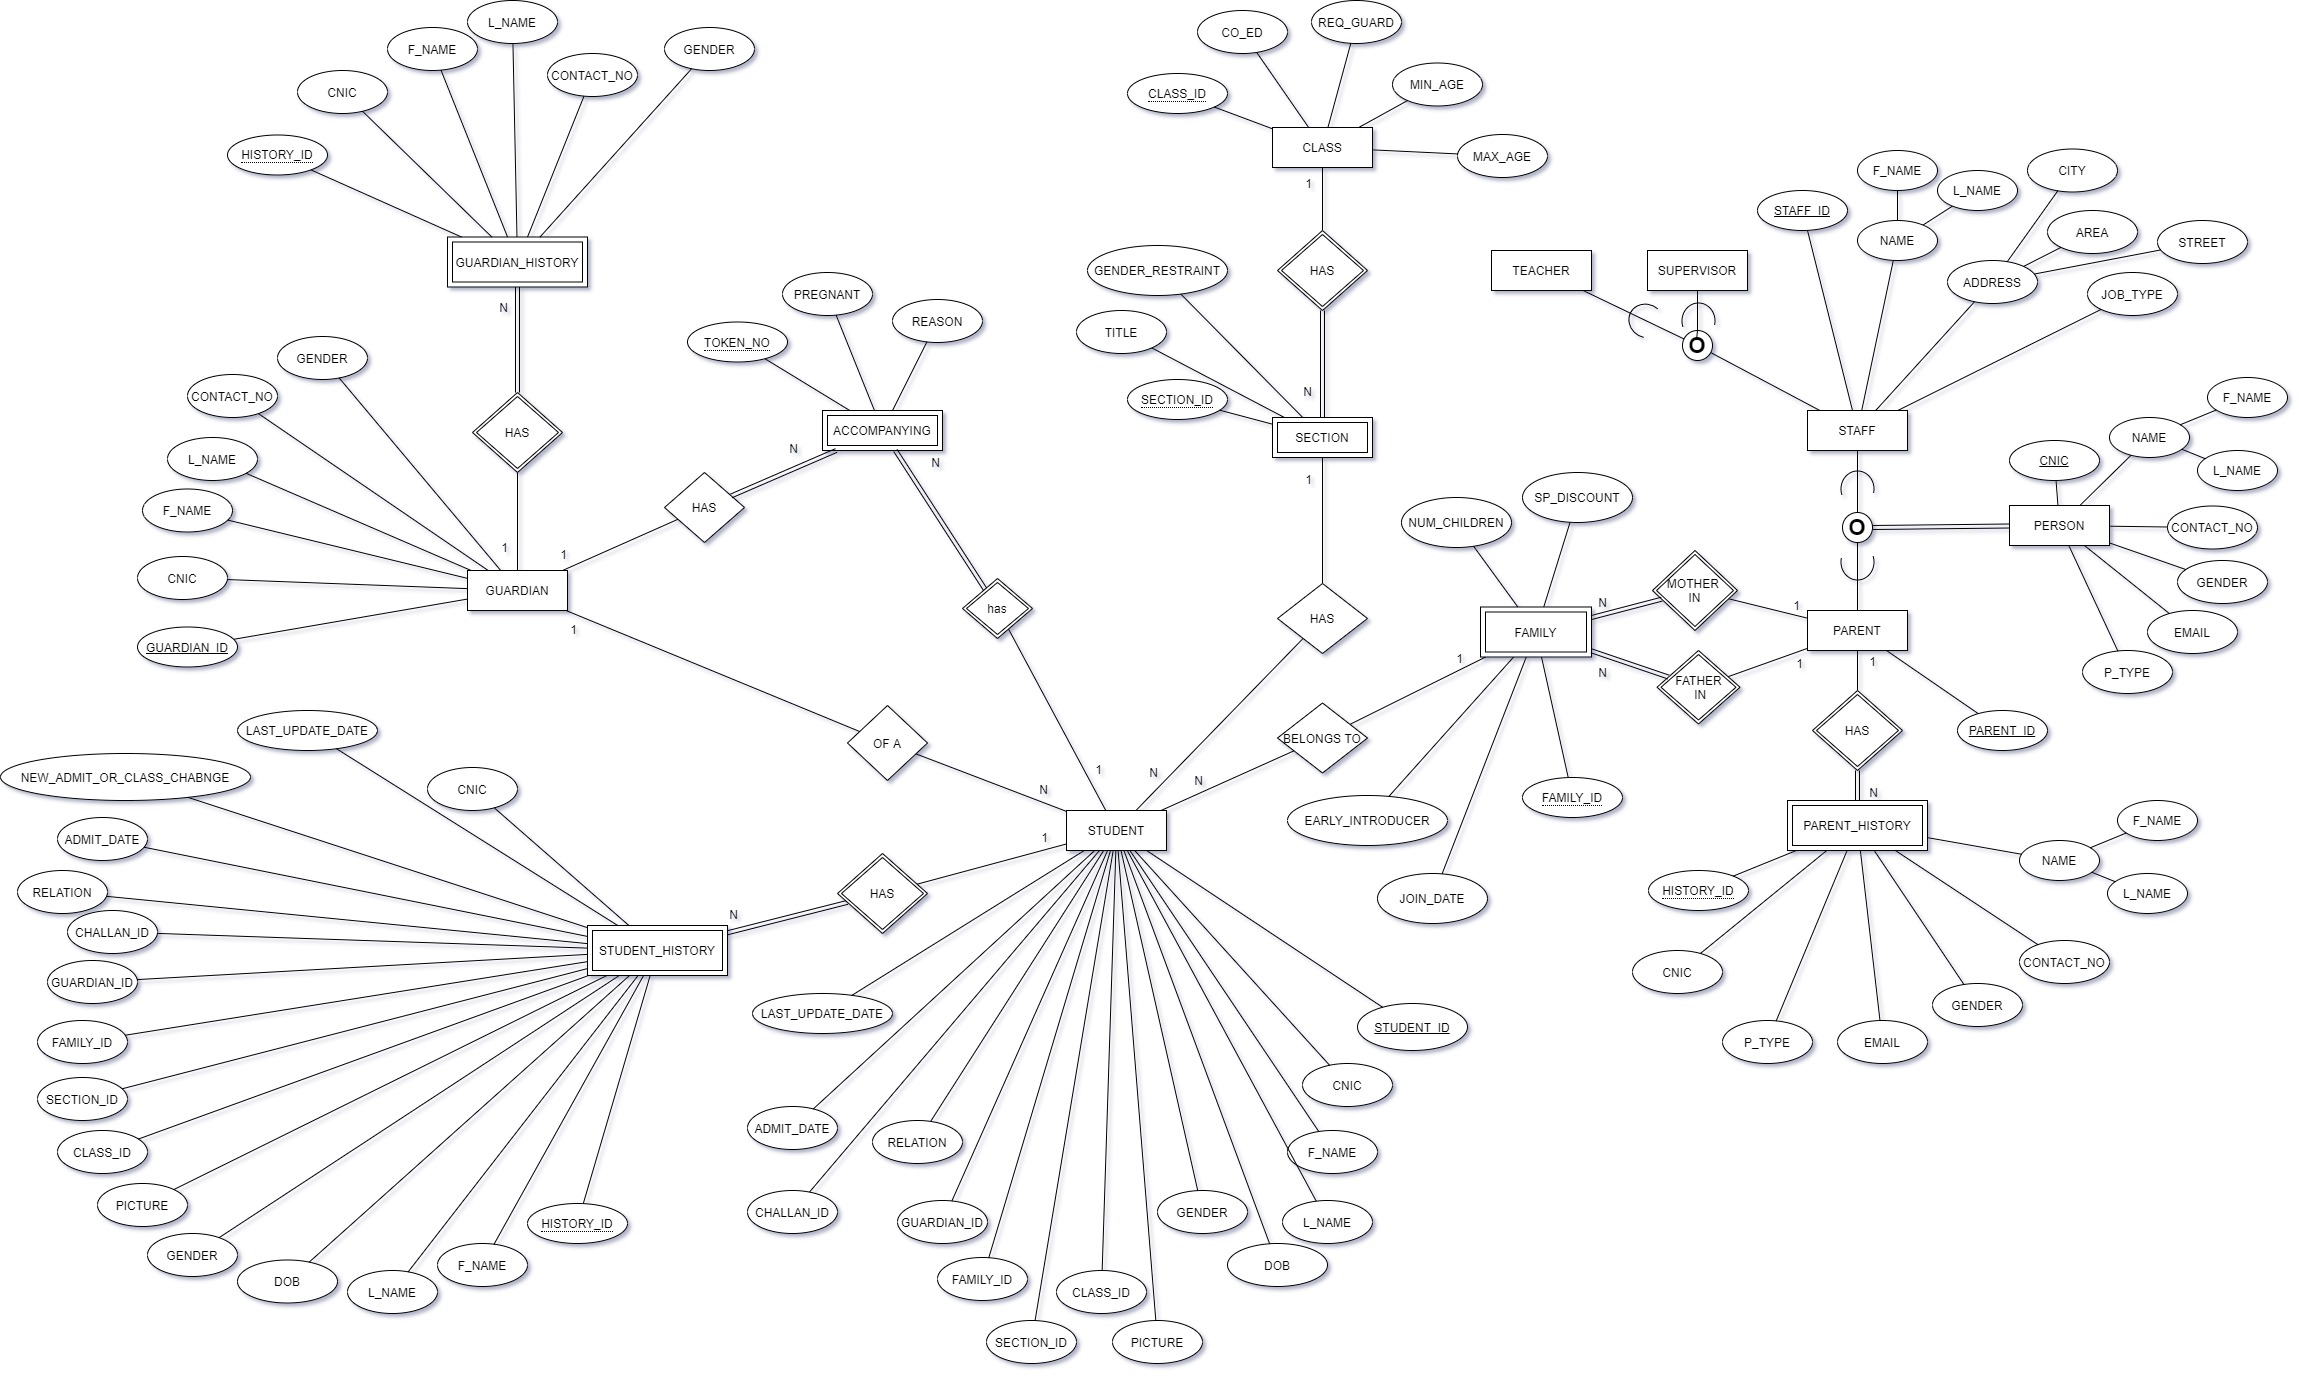 L_NAME
F_NAME
GENDER
CONTACT_NO
CNIC
HISTORY_ID
GUARDIAN_HISTORY
N
HAS
1
GENDER
CONTACT_NO
L_NAME
F_NAME
CNIC
GUARDIAN_ID
GUARDIAN
1
1
HAS
N
PREGNANT
REASON
TOKEN_NO
ACCOMPANYING
N
has
1
OF A
N
REQ_GUARD
CO_ED
MIN_AGE
CLASS_ID
MAX_AGE
CLASS
1
HAS
N
GENDER_RESTRAINT
TITLE
SECTION_ID
SECTION
1
HAS
N
TEACHER
SUPERVISOR
O
F_NAME
L_NAME
STAFF_ID
NAME
CITY
AREA
STREET
ADDRESS
JOB_TYPE
STAFF
O
F_NAME
NAME
L_NAME
CNIC
PERSON
CONTACT_NO
GENDER
EMAIL
P_TYPE
SP_DISCOUNT
NUM_CHILDREN
FAMILY
N
MOTHER
IN
1
N
FATHER
IN
1
PARENT
1
PARENT_ID
HAS
N
1
BELONGS TO
N
EARLY_INTRODUCER
FAMILY_ID
JOIN_DATE
PARENT_HISTORY
F_NAME
NAME
L_NAME
HISTORY_ID
CNIC
CONTACT_NO
GENDER
P_TYPE
EMAIL
LAST_UPDATE_DATE
NEW_ADMIT_OR_CLASS_CHABNGE
CNIC
ADMIT_DATE
RELATION
CHALLAN_ID
GUARDIAN_ID
FAMILY_ID
SECTION_ID
CLASS_ID
PICTURE
GENDER
DOB
L_NAME
F_NAME
HISTORY_ID
STUDENT_HISTORY
N
HAS
1
STUDENT
LAST_UPDATE_DATE
STUDENT_ID
CNIC
ADMIT_DATE
RELATION
F_NAME
CHALLAN_ID
GUARDIAN_ID
GENDER
L_NAME
FAMILY_ID
CLASS_ID
DOB
SECTION_ID
PICTURE